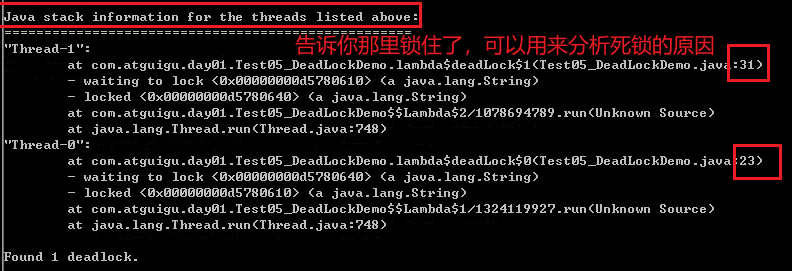 Java stack information for the threads listed above:
===================================================
告诉你那里锁住了，可以用来分析死锁的原因
"Thread-1":
at com.atguigu.day01.Test05_DeadLockDemo.lambda$deadLock$1(Test05_DeadLockDemo.java:31)
- waiting to lock <0x00000000d5780610> (a java.lang.String)
- locked <0x00000000d5780640> (a java.lang.String)
at com.atguigu.day01.Test05_DeadLockDemo$$Lambda$2/1078694789.run(Unknown Source)
at java.lang.Thread.run(Thread.java:748)
"Thread-0":
at com.atguigu.day01.Test05_DeadLockDemo.lambda$deadLock$0(Test05_DeadLockDemo.java:23)
- waiting to lock <0x00000000d5780640> (a java.lang.String)
- locked <0x00000000d5780610> (a java.lang.String)
at com.atguigu.day01.Test05_DeadLockDemo$$Lambda$1/1324119927.run(Unknown Source)
at java.lang.Thread.run(Thread.java:748)
Found 1 deadlock.